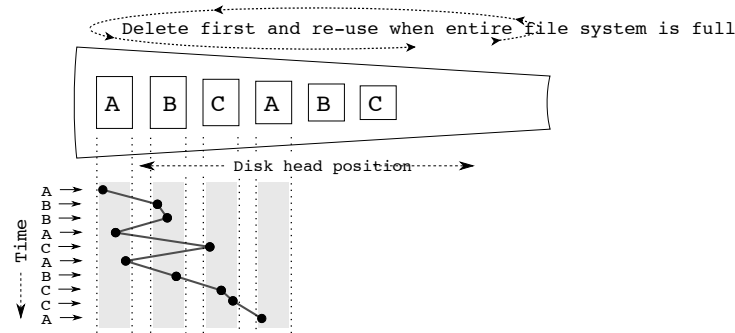 Delete first and re-use when entire file system is full
A B C A B C
Disk head position
Time
A
B
B
A
C
A
B
C
C
A